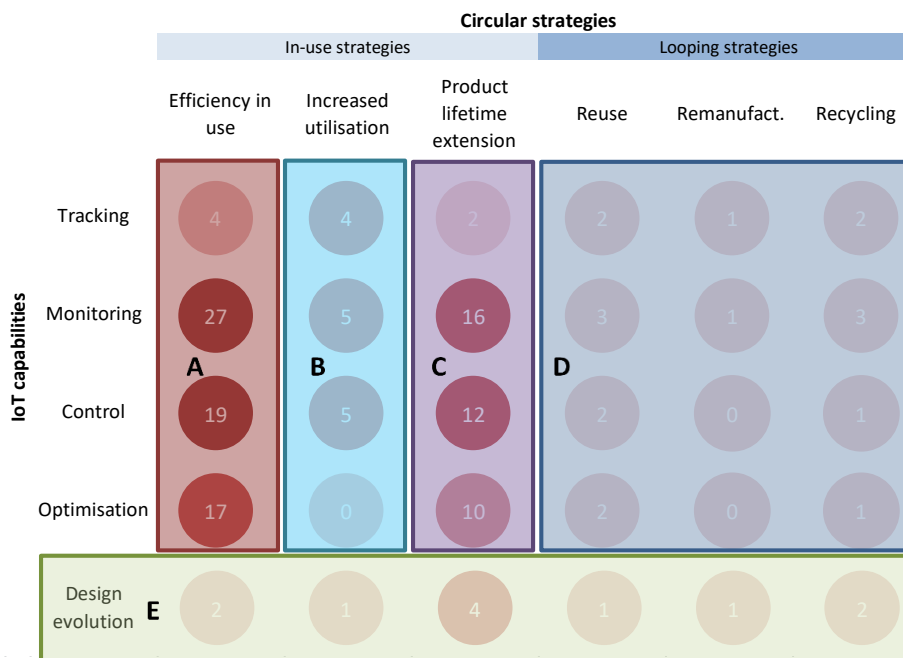 Circular strategies
In-use strategies Looping strategies
Efficiency in use Increased utilisation Product lifetime extension Reuse Remanufact. Recycling
IoT capabilities
Tracking 4 4 2 2 1 2
Monitoring 27 5 16 3 1 3
A B C D
Control 19 5 12 2 0 1
Optimisation 17 0 10 2 0 1
Design evolution E 2 1 4 1 1 2